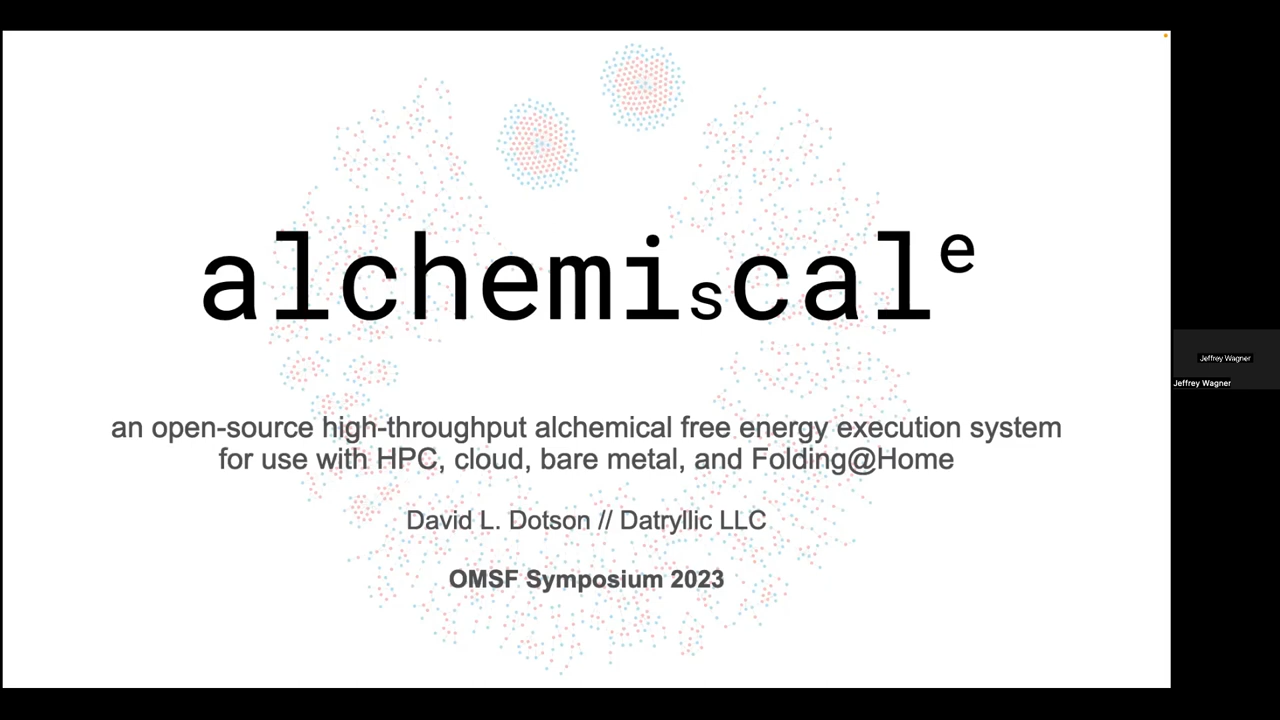 alchemiscale
an open-source high-throughput alchemical free energy execution system
for use with HPC, cloud, bare metal, and Folding@Home
David L. Dotson // Datryllic LLC
OMSF Symposium 2023
Jeffrey Wagner
Jeffrey Wagner